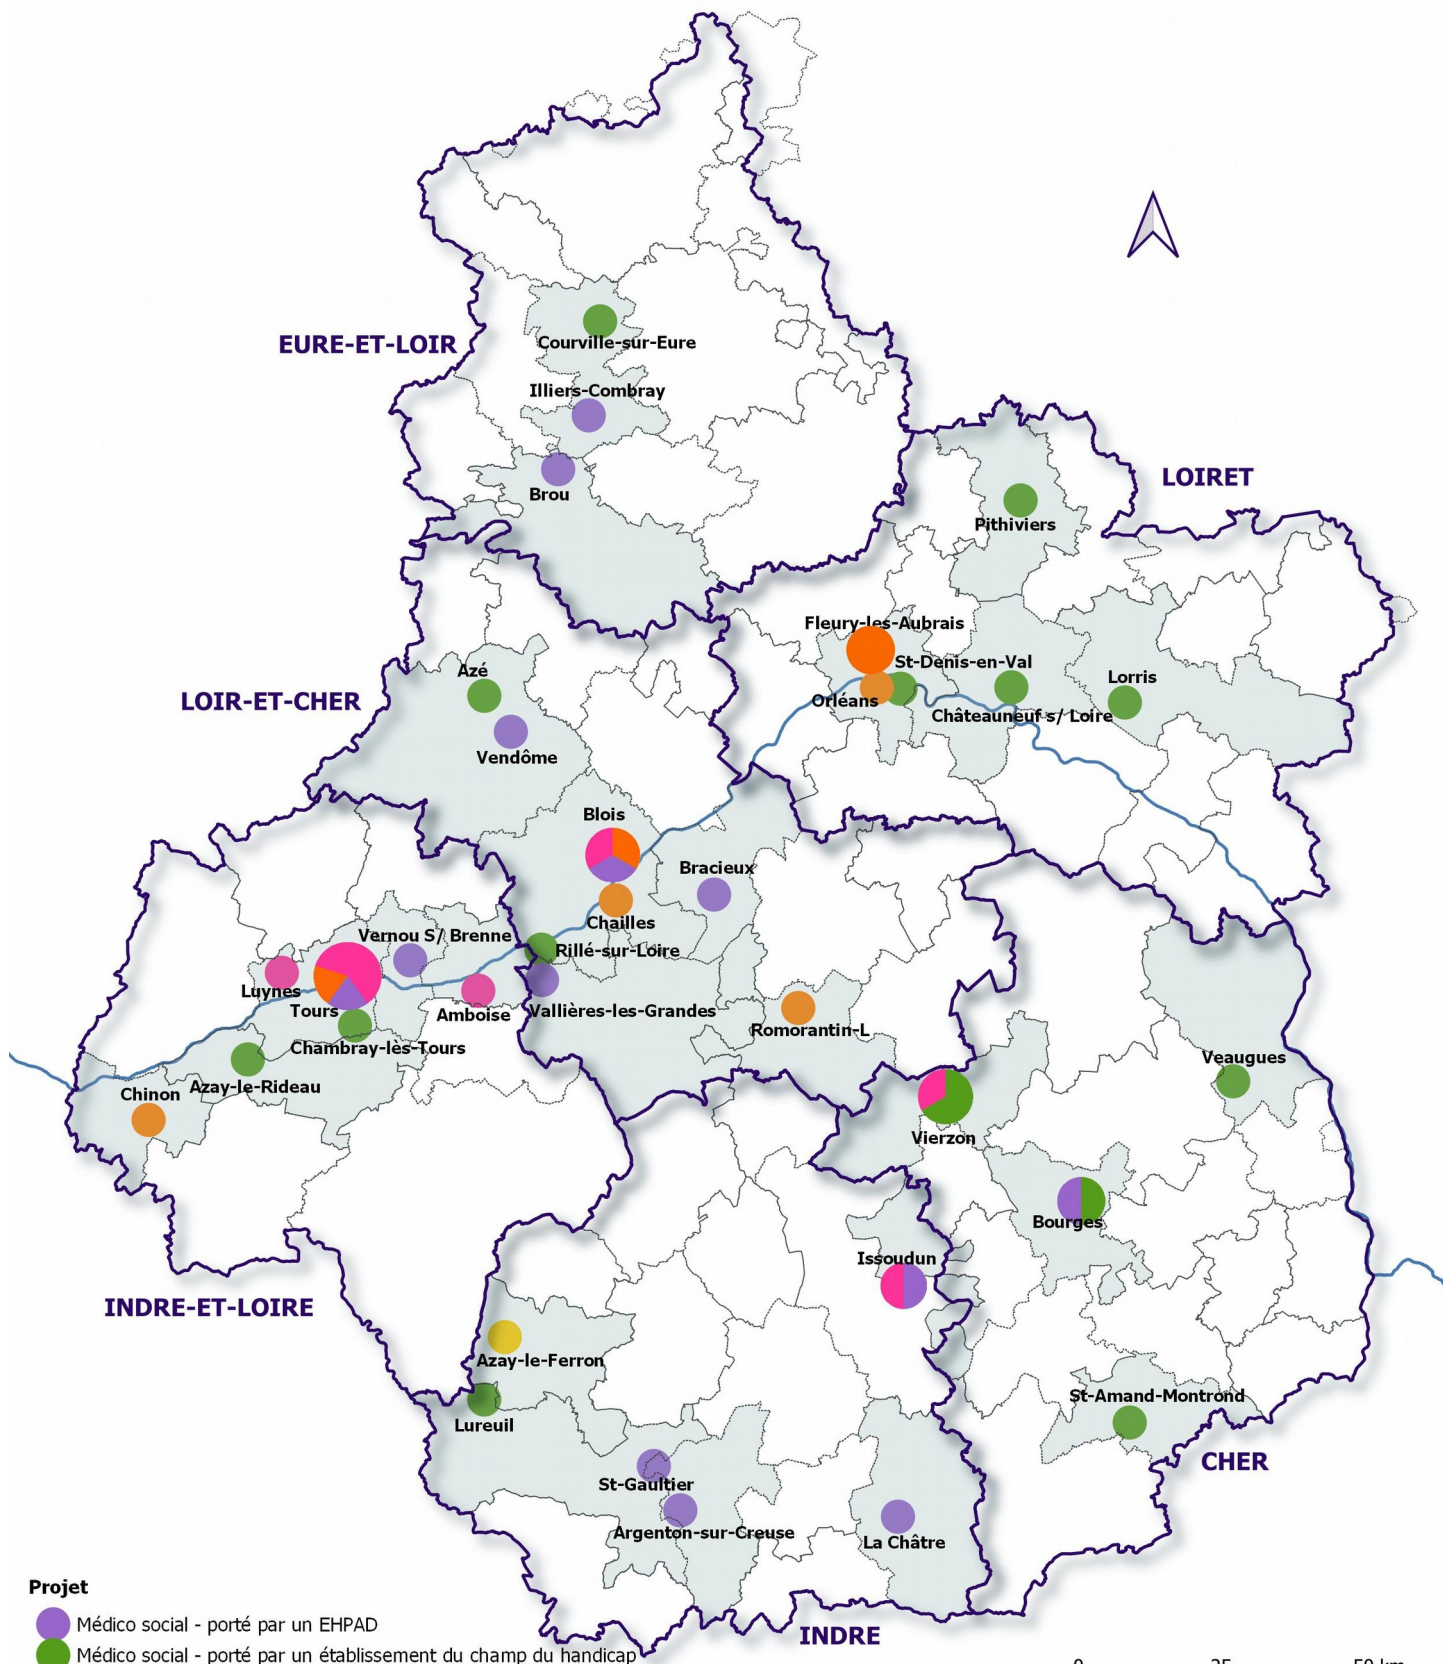 EURE-ET-LOIR
Courville-sur-Eure
Illiers-Combray
Brou
LOIRET
Pithiviers
Fleury-les-Aubrais
St-Denis-en-Val
Orléans
Châteauneuf s/ Loire
Lorris
LOIR-ET-CHER
Azé
Vendôme
Blois
Bracieux
Chailles
Vernou S/ Brenne
Rillé-sur-Loire
Luynes
Tours
Amboise
Vallières-les-Grandes
Romorantin-L
Chambray-lès-Tours
Azay-le-Rideau
Chinon
Veaugues
Vierzon
Bourges
Issoudun
INDRE-ET-LOIRE
Azay-le-Ferron
Lureuil
St-Amand-Montrond
CHER
St-Gaultier
Argenton-sur-Creuse
La Châtre
INDRE
Projet
Médico social - porté par un EHPAD
Médico social - porté par un établissement du champ du handicap
0 25 50 km